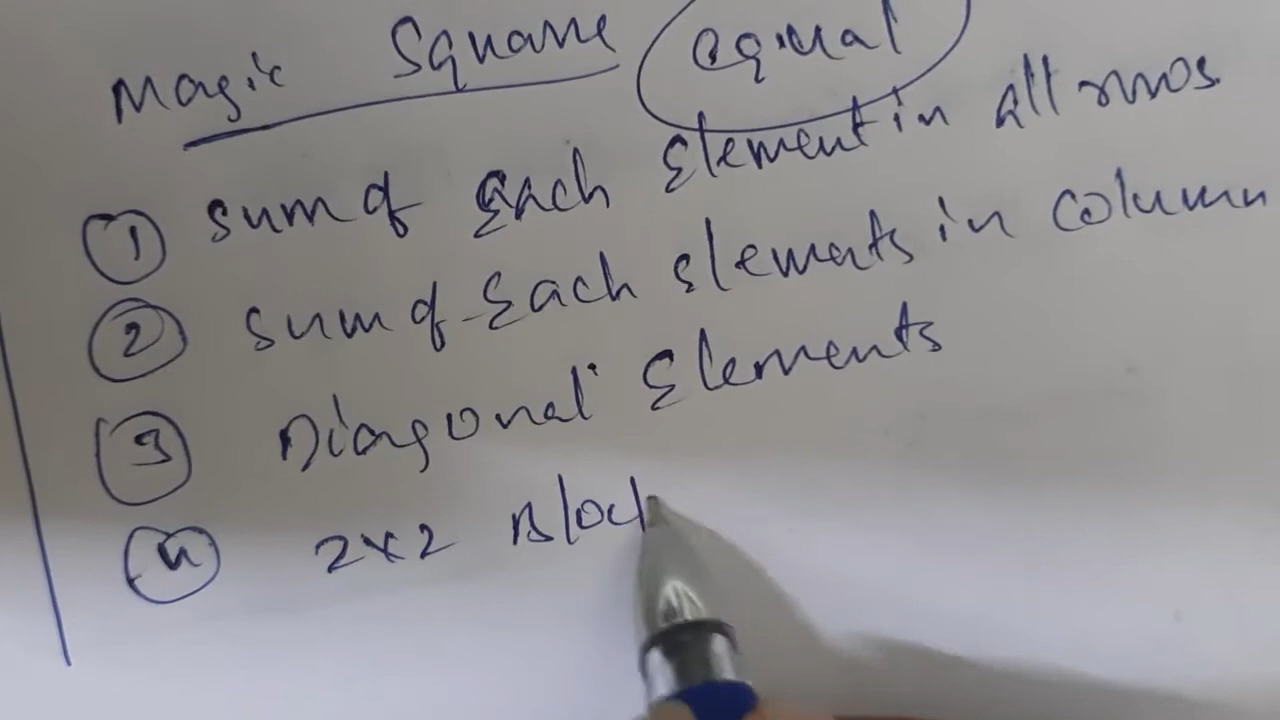 Magic Square equal
① Sum of Each Element in all rows
② Sum of Each Elements in column
③ Diagonal Elements
④ 2x2 Block